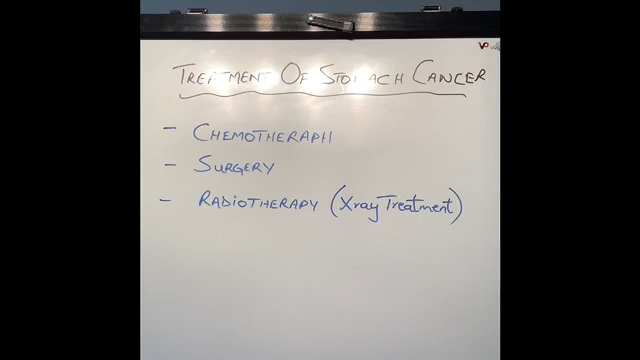 TREATMENT OF STOMACH CANCER
- CHEMOTHERAPH
- SURGERY
- RADIOTHERAPY (Xray Treatment)